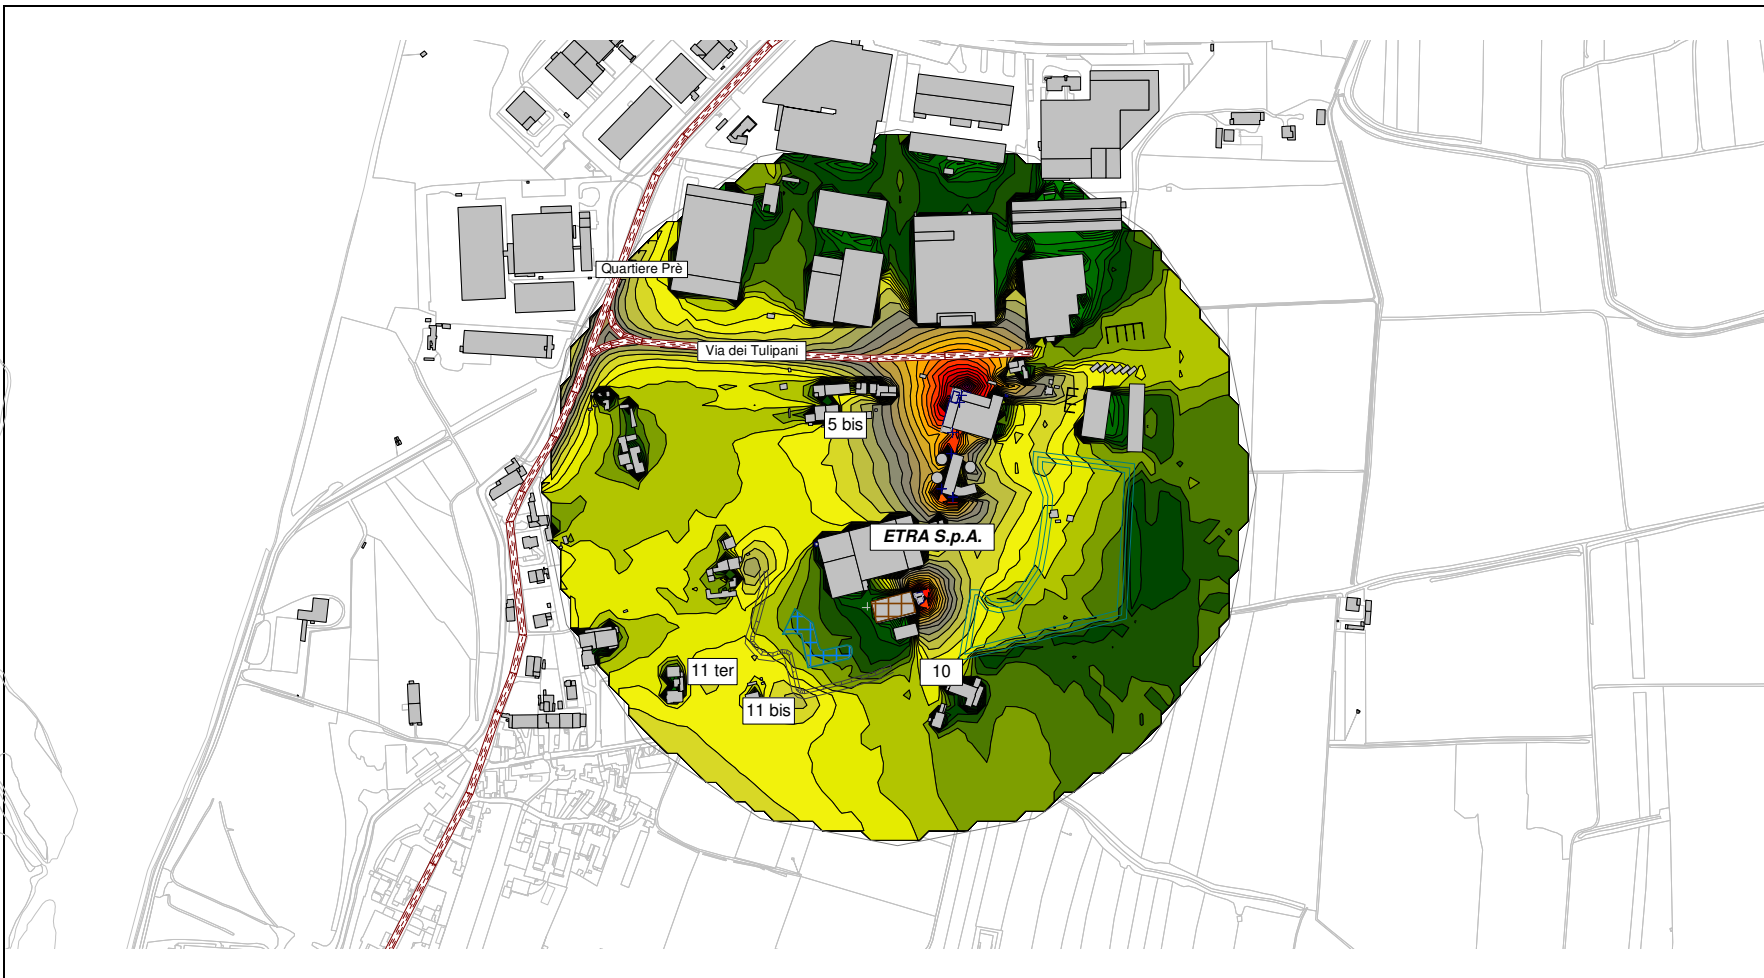 Quartiere Prè
Via dei Tulipani
5 bis
ETRA S.p.A.
11 ter
10
11 bis